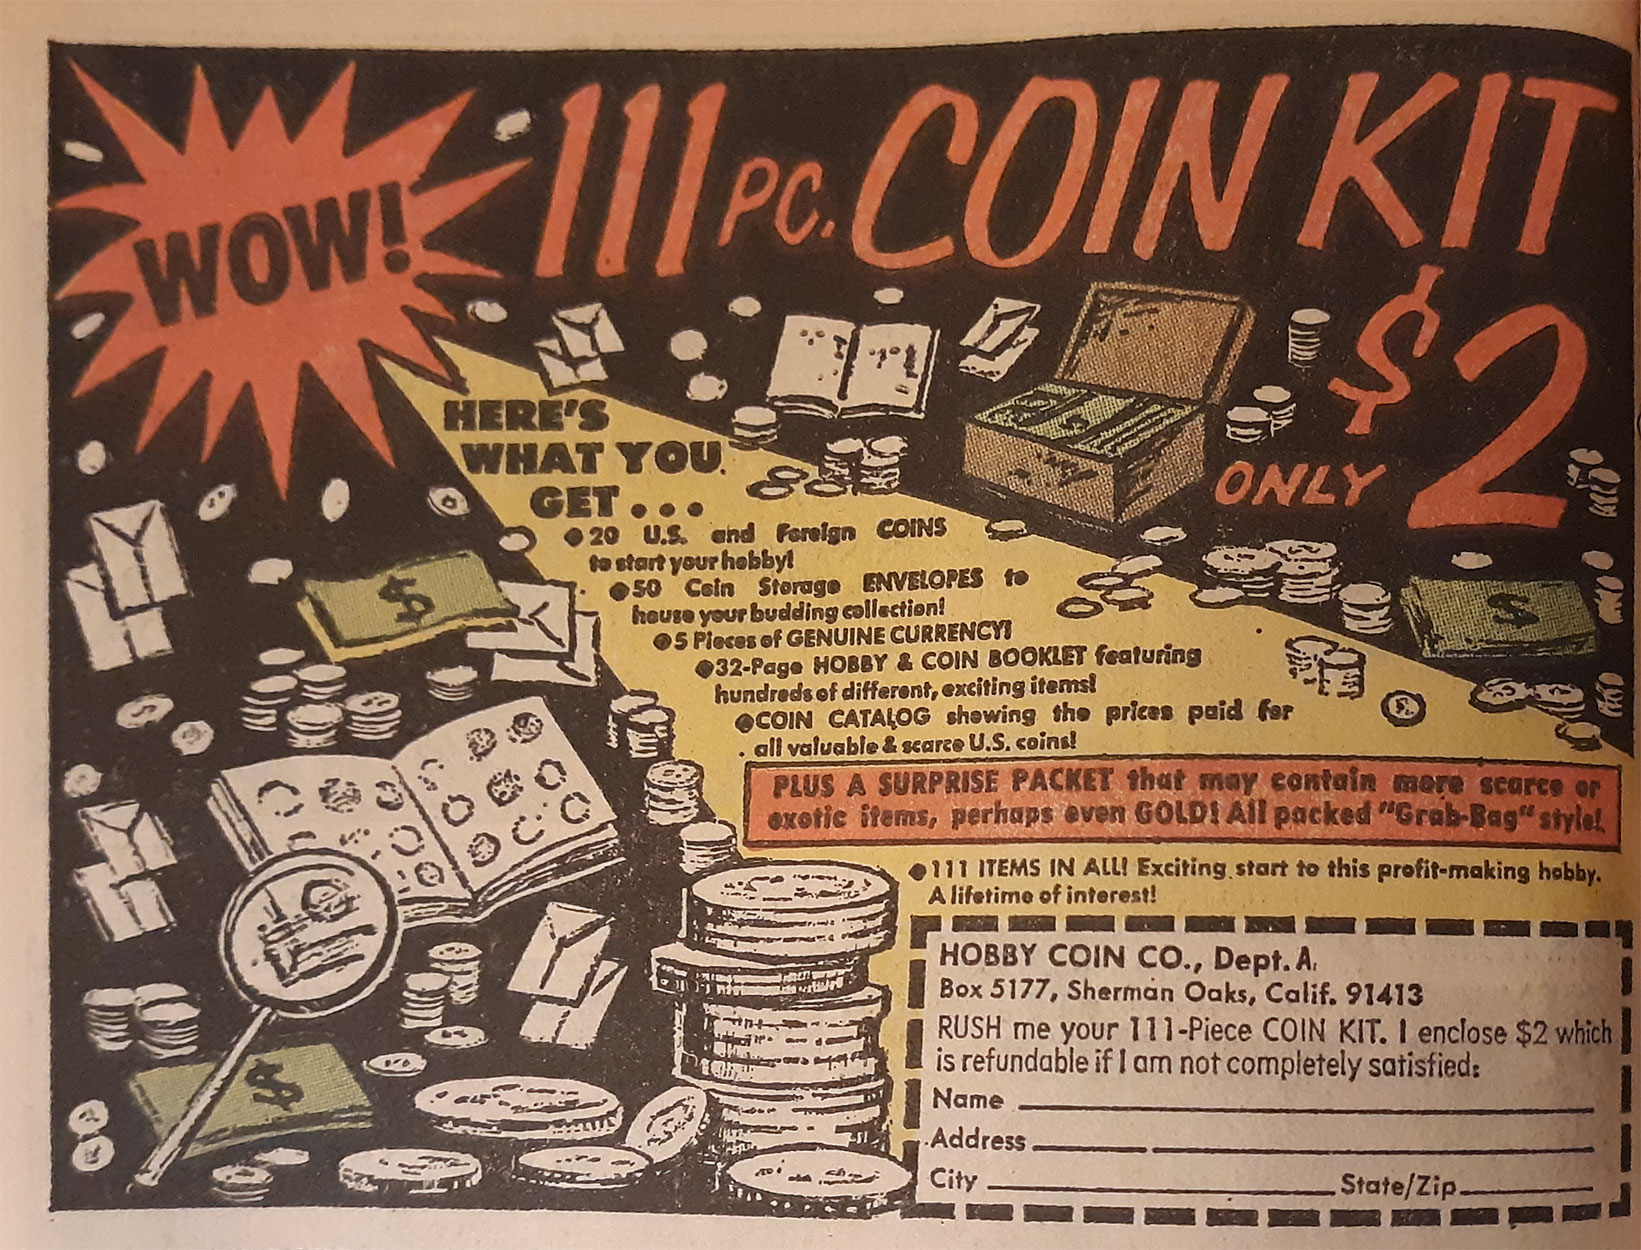 WOW!
111 PC. COIN KIT
ONLY $2
HERE'S
WHAT YOU
GET...
● 20 U.S. and Foreign COINS
to start your hobby!
● 50 Coin Storage ENVELOPES to
house your budding collection!
● 5 Pieces of GENUINE CURRENCY!
● 32-Page HOBBY & COIN BOOKLET featuring
hundreds of different, exciting items!
● COIN CATALOG showing the prices paid for
all valuable & scarce U.S. coins!
PLUS A SURPRISE PACKET that may contain more scarce or
exotic items, perhaps even GOLD! All packed "Grab-Bag" style!
● 111 ITEMS IN ALL! Exciting start to this profit-making hobby.
A lifetime of interest!
HOBBY COIN CO., Dept. A.
Box 5177, Sherman Oaks, Calif. 91413
RUSH me your 111-Piece COIN KIT. I enclose $2 which
is refundable if I am not completely satisfied:
Name
Address
City State/Zip
$
$
$